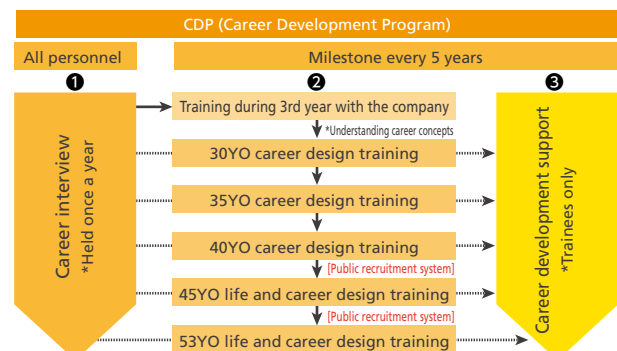 CDP (Career Development Program)
All personnel
Milestone every 5 years
❶
❷
❸
Career interview
*Held once a year
Training during 3rd year with the company
*Understanding career concepts
30YO career design training
35YO career design training
40YO career design training
[Public recruitment system]
45YO life and career design training
[Public recruitment system]
53YO life and career design training
Career development support
*Trainees only